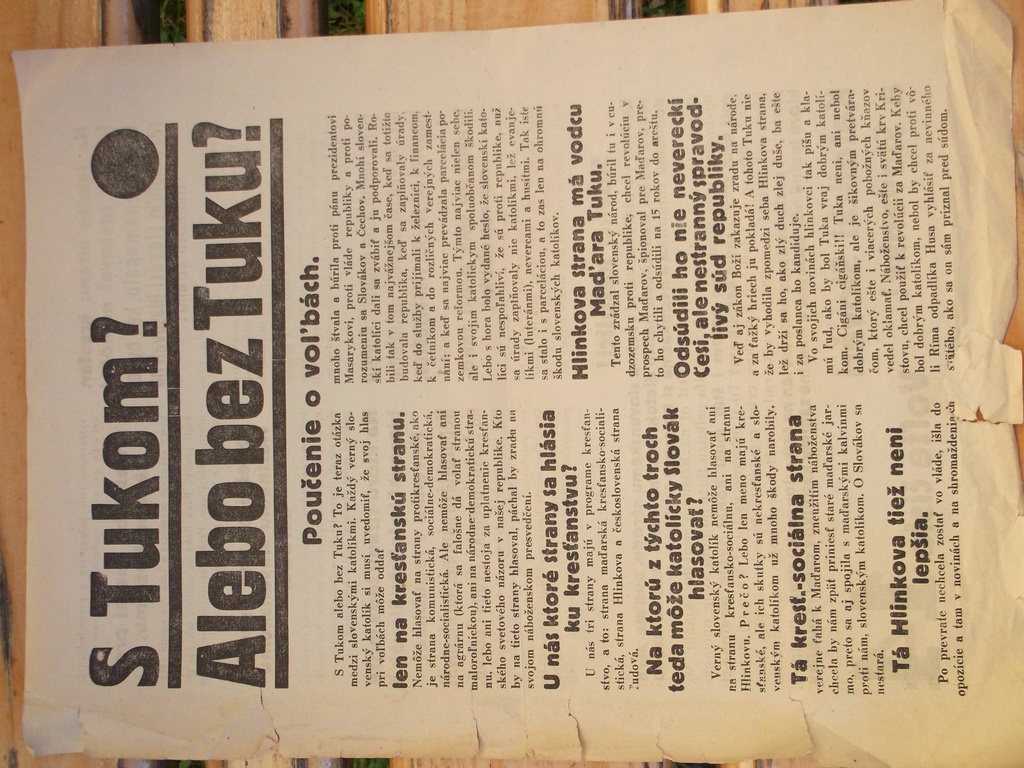 S Tukom?
Alebo bez Tuku?
Poučenie o voľbách.
S Tukom alebo bez Tuku? To je teraz otázka
medzi slovenskými katolíkmi. Každý verný slo-
venský katolík si musí uvedomiť, že svoj hlas
pri voľbách môže oddať
len na kresťanskú stranu.
Nemôže hlasovať na strany protikresťanské, ako
je strana komunistická, sociálne-demokratická,
národne-socialistická. Ale nemôže hlasovať ani
na agrárnu (ktorá sa falošne dá volať stranou
maloroľníckou), ani na národne-demokratickú stra-
nu, lebo ani tieto nestoja za uplatnenie kresťan-
ského svetového názoru v našej republike. Kto
by na tieto strany hlasoval, páchal by zradu na
svojom náboženskom presvedčení.
U nás ktoré strany sa hlásia
ku kresťanstvu?
U nás tri strany majú v programe kresťan-
stvo, a to: strana maďarská kresťansko-sociali-
stická, strana Hlinkova a československá strana
ľudová.
Na ktorú z týchto troch
teda môže katolícky Slovák
hlasovať?
Verný slovenský katolík nemôže hlasovať ani
na stranu kresťansko-sociálnu, ani na stranu
Hlinkovu. Prečo? Lebo len meno majú kre-
sťanské, ale ich skutky sú nekresťanské a slo-
venským katolíkom už mnoho škody narobily.
Tá kresť.-sociálna strana
verejne ťahá k Maďarom, zneužitím náboženstva
chcela by nám zpät priniesť staré maďarské jar-
mo, preto sa aj spojila s maďarskými kalvínmi
proti nám, slovenským katolíkom. O Slovákov sa
nestará.
Tá Hlinkova tiež neni
lepšia.
Po prevrate nechcela zostať vo vláde, išla do
opozície a tam v novinách a na shromaždeniach
mnoho štvala a búrila proti pánu prezidentovi
Masarykovi, proti vláde republiky a proti po-
rozumeniu sa Slovákov a Čechov. Mnohí sloven-
skí katolíci dali sa zvábiť a ju podporovali. Ro-
bili tak v tom najvážnejšom čase, keď sa totižto
budovala republika, keď sa zaplňovaly úrady,
keď do služby prijímali k železnici, k financom,
k četníkom a do rozličných verejných zamest-
naní; a keď sa najviac prevádzala parcelácia po-
zemkovou reformou. Týmto najviac nielen sebe,
ale i svojim katolíckym spoluobčanom škodili.
Lebo s hora bolo vydané heslo, že slovenskí kato-
líci sú nespoľahliví, že sú proti republike, nuž
sa úrady zaplňovaly nie katolíkmi, lež evanje-
likmi (luteránmi), nevercami a husitmi. Tak iste
sa stalo i s parceláciou, a to zas len na ohromnú
škodu slovenských katolíkov.
Hlinkova strana má vodcu
Maďara Tuku.
Tento zrádzal slovenský národ, búril tu i v cu-
dzozemsku proti republike, chcel revolúciu v
prospech Maďarov, špionoval pre Maďarov, pre-
to ho chytili a odsúdili na 15 rokov do areštu.
Odsúdili ho nie neverecki
Česi, ale nestranný spravod-
livý súd republiky.
Veď aj zákon Boží zakazuje zradu na národe,
a za ťažký hriech ju pokladá! A tohoto Tuku nie
že by vyhodila zpomedzi seba Hlinkova strana,
lež drží sa ho, ako zlý duch zlej duše, ba ešte
i za poslanca ho kandiduje.
Vo svojich novinách hlinkovci tak píšu a kla-
mú ľud, ako by bol Tuka vraj dobrým katolí-
kom. Cigáni cigánski!! Tuka neni, ani nebol
dobrým katolíkom, ale je šikovným pretvára-
čom, ktorý ešte i viacerých pobožných kňazov
vedel oklamať. Náboženstvo, ešte i svätú krv Kri-
stovu, chcel použiť k revolúcii za Maďarov. Keby
bol dobrým katolíkom, nebol by chcel proti vô-
li Ríma odpadlíka Husa vyhlásiť za nevinného
svätého, ako sa on sám priznal pred súdom.